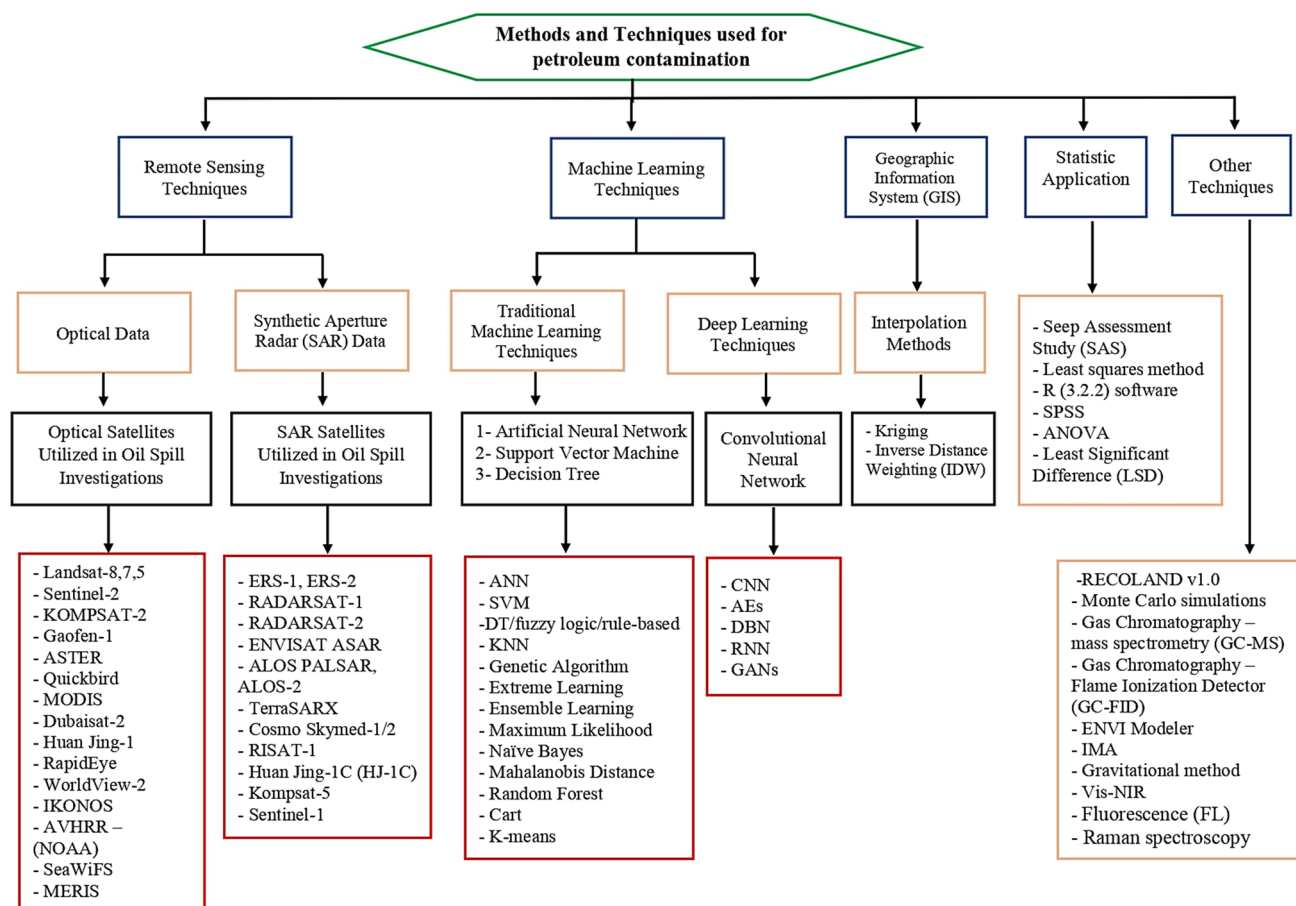 Methods and Techniques used for
petroleum contamination
Remote Sensing
Techniques
Machine Learning
Techniques
Geographic
Information
System (GIS)
Statistic
Application
Other
Techniques
Optical Data
Synthetic Aperture
Radar (SAR) Data
Traditional
Machine Learning
Techniques
Deep Learning
Techniques
Interpolation
Methods
- Seep Assessment
Study (SAS)
- Least squares method
- R (3.2.2) software
- SPSS
- ANOVA
- Least Significant
Difference (LSD)
Optical Satellites
Utilized in Oil Spill
Investigations
SAR Satellites
Utilized in Oil Spill
Investigations
1- Artificial Neural Network
2- Support Vector Machine
3- Decision Tree
Convolutional
Neural
Network
- Kriging
- Inverse Distance
Weighting (IDW)
- Landsat-8,7,5
- Sentinel-2
- KOMPSAT-2
- Gaofen-1
- ASTER
- Quickbird
- MODIS
- Dubaisat-2
- Huan Jing-1
- RapidEye
- WorldView-2
- IKONOS
- AVHRR –
(NOAA)
- SeaWiFS
- MERIS
- ERS-1, ERS-2
- RADARSAT-1
- RADARSAT-2
- ENVISAT ASAR
- ALOS PALSAR,
ALOS-2
- TerraSARX
- Cosmo Skymed-1/2
- RISAT-1
- Huan Jing-1C (HJ-1C)
- Kompsat-5
- Sentinel-1
- ANN
- SVM
-DT/fuzzy logic/rule-based
- KNN
- Genetic Algorithm
- Extreme Learning
- Ensemble Learning
- Maximum Likelihood
- Naïve Bayes
- Mahalanobis Distance
- Random Forest
- Cart
- K-means
- CNN
- AEs
- DBN
- RNN
- GANs
-RECOLAND v1.0
- Monte Carlo simulations
- Gas Chromatography –
mass spectrometry (GC-MS)
- Gas Chromatography –
Flame Ionization Detector
(GC-FID)
- ENVI Modeler
- IMA
- Gravitational method
- Vis-NIR
- Fluorescence (FL)
- Raman spectroscopy